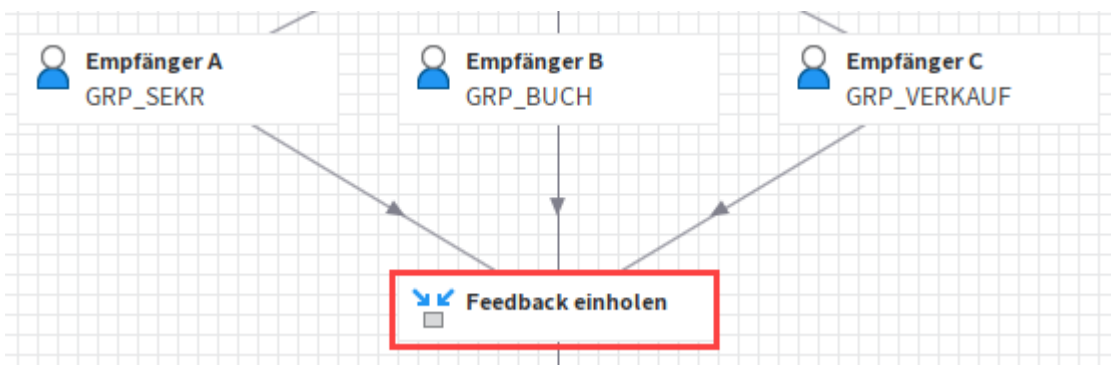 Empfänger A
GRP_SEKR
Empfänger B
GRP_BUCH
Empfänger C
GRP_VERKAUF
Feedback einholen